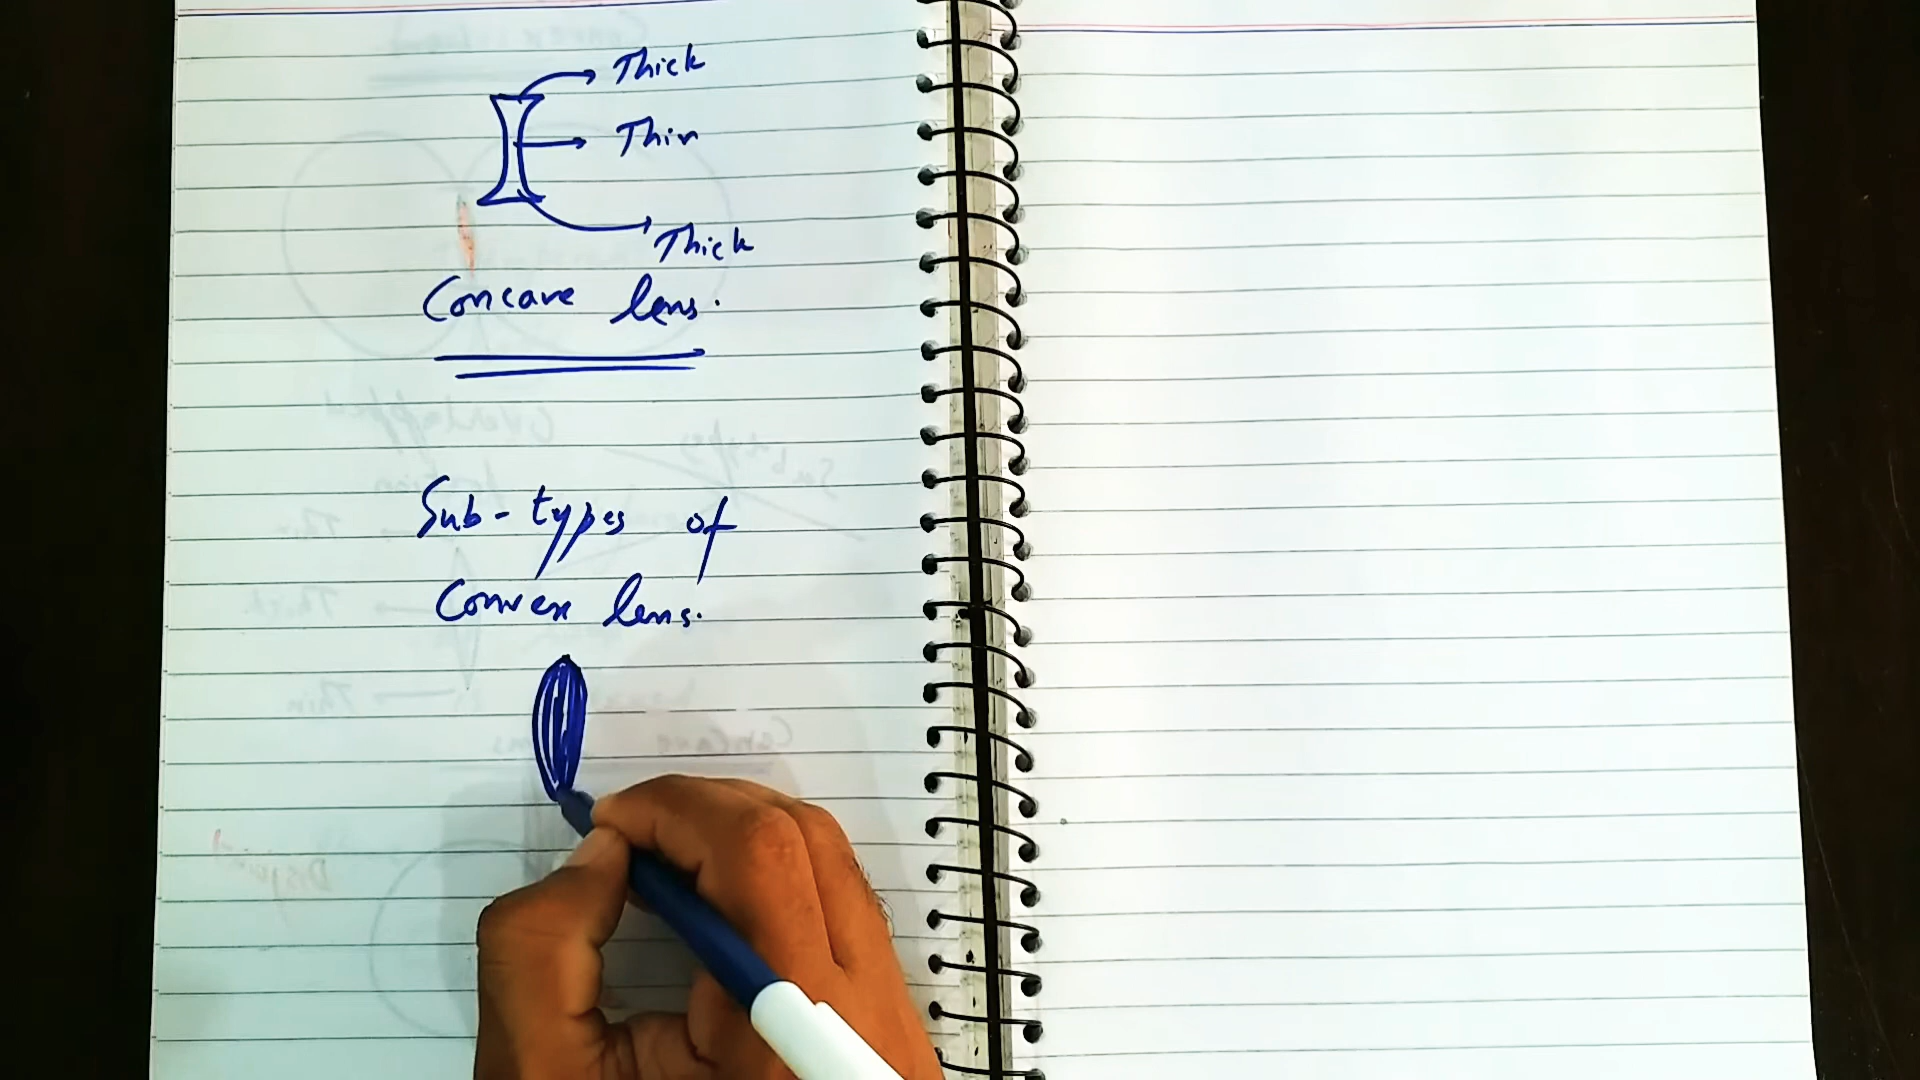 Thick
Thin
Thick
Concave lens.
Sub-types of
Convex lens.